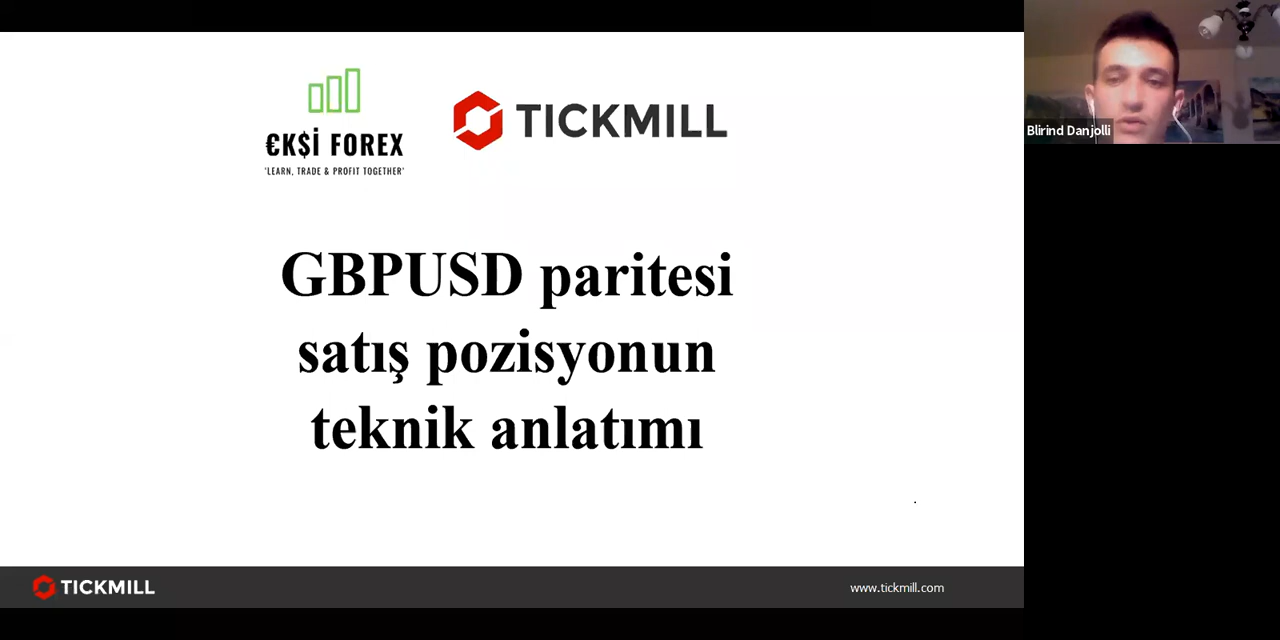 €K$İ FOREX
'LEARN, TRADE & PROFIT TOGETHER'
TICKMILL
GBPUSD paritesi
satış pozisyonun
teknik anlatımı
Blirind Danjolli
TICKMILL
www.tickmill.com